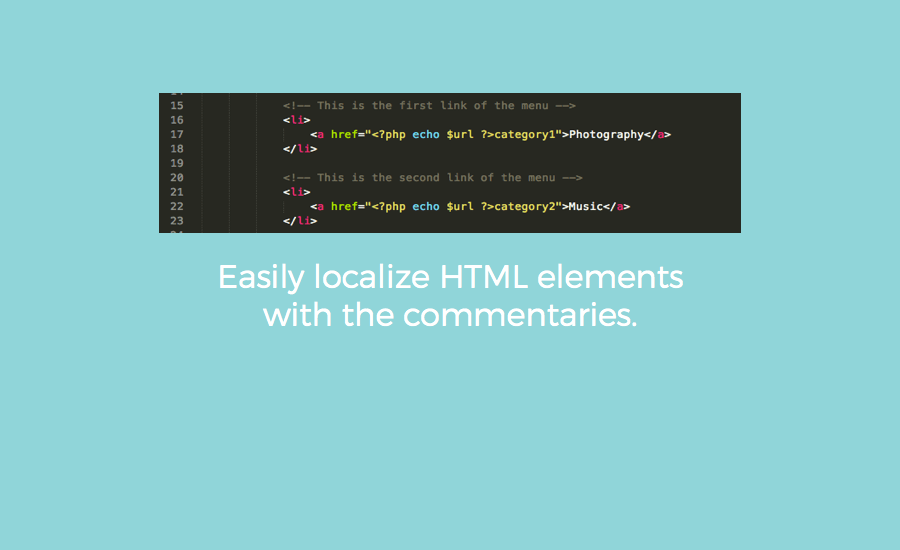 15 <!-- This is the first link of the menu -->
16 <li>
17 <a href="<?php echo $url ?>category1">Photography</a>
18 </li>
19
20 <!-- This is the second link of the menu -->
21 <li>
22 <a href="<?php echo $url ?>category2">Music</a>
23 </li>
Easily localize HTML elements
with the commentaries.